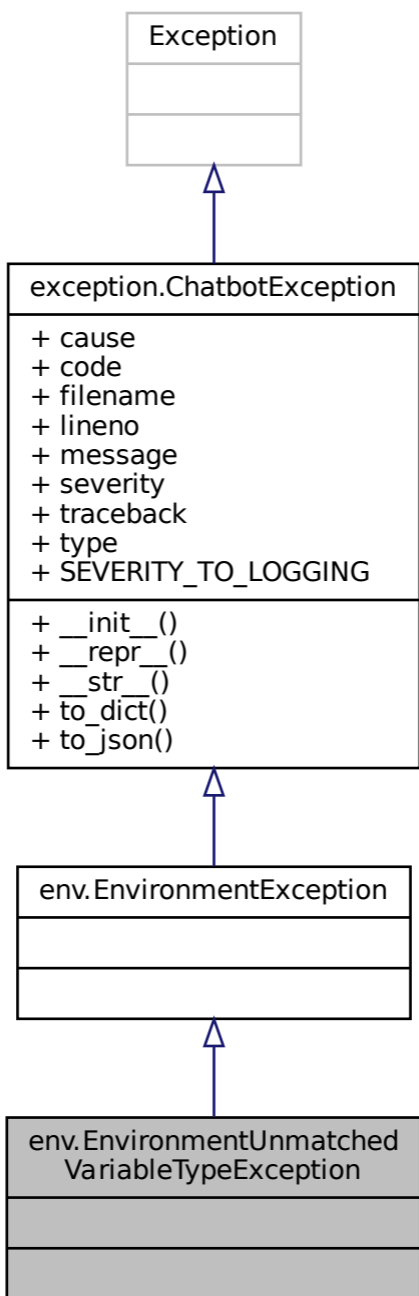 Exception
exception.ChatbotException
+ cause
+ code
+ filename
+ lineno
+ message
+ severity
+ traceback
+ type
+ SEVERITY_TO_LOGGING
+ __init__()
+ __repr__()
+ __str__()
+ to_dict()
+ to_json()
env.EnvironmentException
env.EnvironmentUnmatched
VariableTypeException